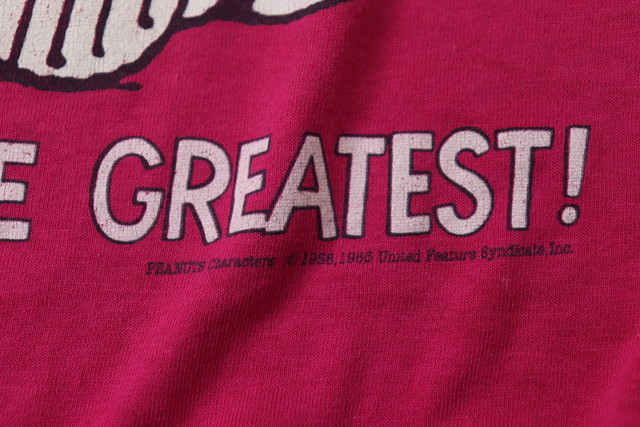 E GREATEST!
PEANUTS Characters © 1958, 1965 United Feature Syndicate, Inc.